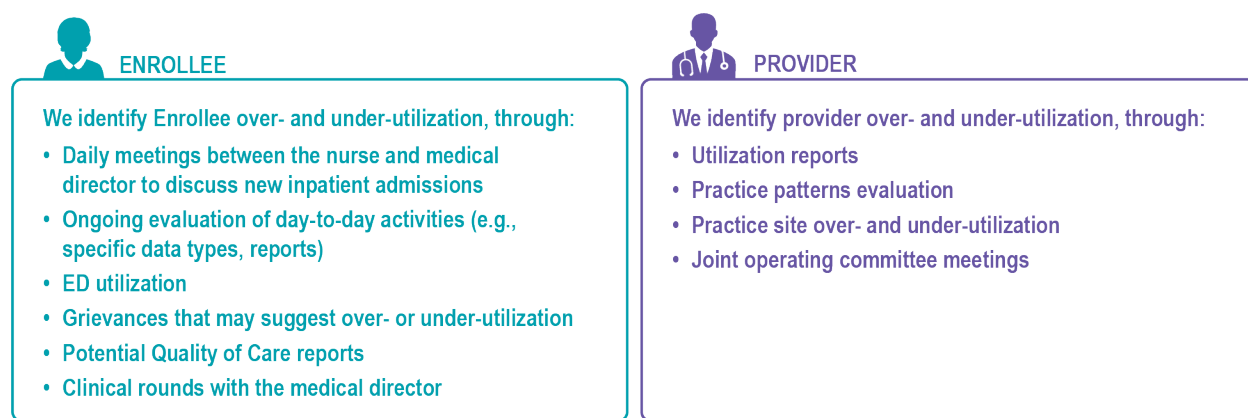 ENROLLEE
We identify Enrollee over- and under-utilization, through:
• Daily meetings between the nurse and medical
director to discuss new inpatient admissions
• Ongoing evaluation of day-to-day activities (e.g.,
specific data types, reports)
• ED utilization
• Grievances that may suggest over- or under-utilization
• Potential Quality of Care reports
• Clinical rounds with the medical director
PROVIDER
We identify provider over- and under-utilization, through:
• Utilization reports
• Practice patterns evaluation
• Practice site over- and under-utilization
• Joint operating committee meetings